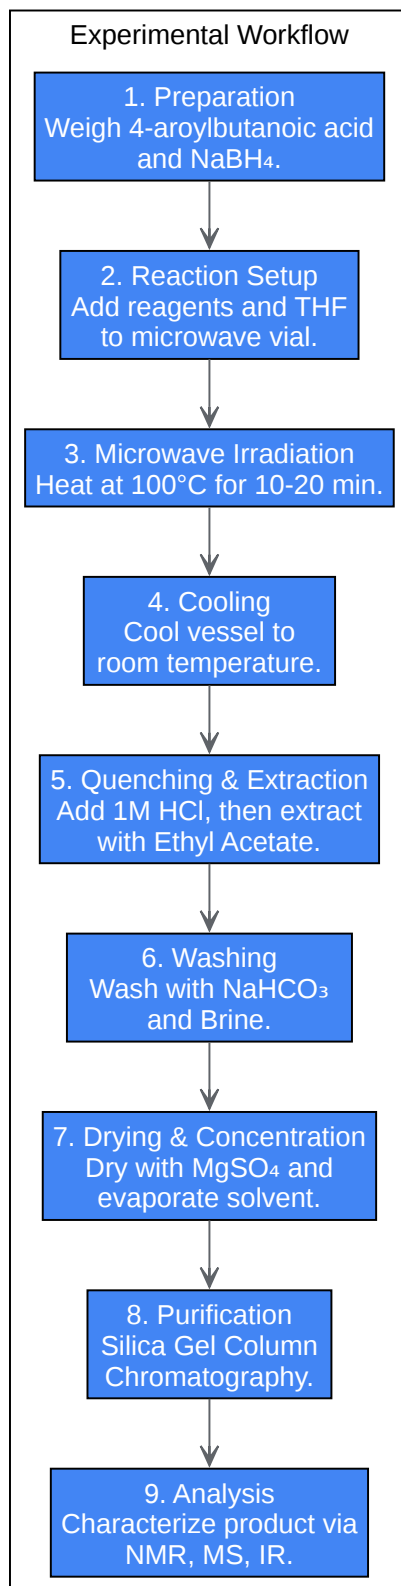 Experimental Workflow
1. Preparation
Weigh 4-aroylbutanoic acid
and NaBH₄.
2. Reaction Setup
Add reagents and THF
to microwave vial.
3. Microwave Irradiation
Heat at 100°C for 10-20 min.
4. Cooling
Cool vessel to
room temperature.
5. Quenching & Extraction
Add 1M HCl, then extract
with Ethyl Acetate.
6. Washing
Wash with NaHCO₃
and Brine.
7. Drying & Concentration
Dry with MgSO₄ and
evaporate solvent.
8. Purification
Silica Gel Column
Chromatography.
9. Analysis
Characterize product via
NMR, MS, IR.